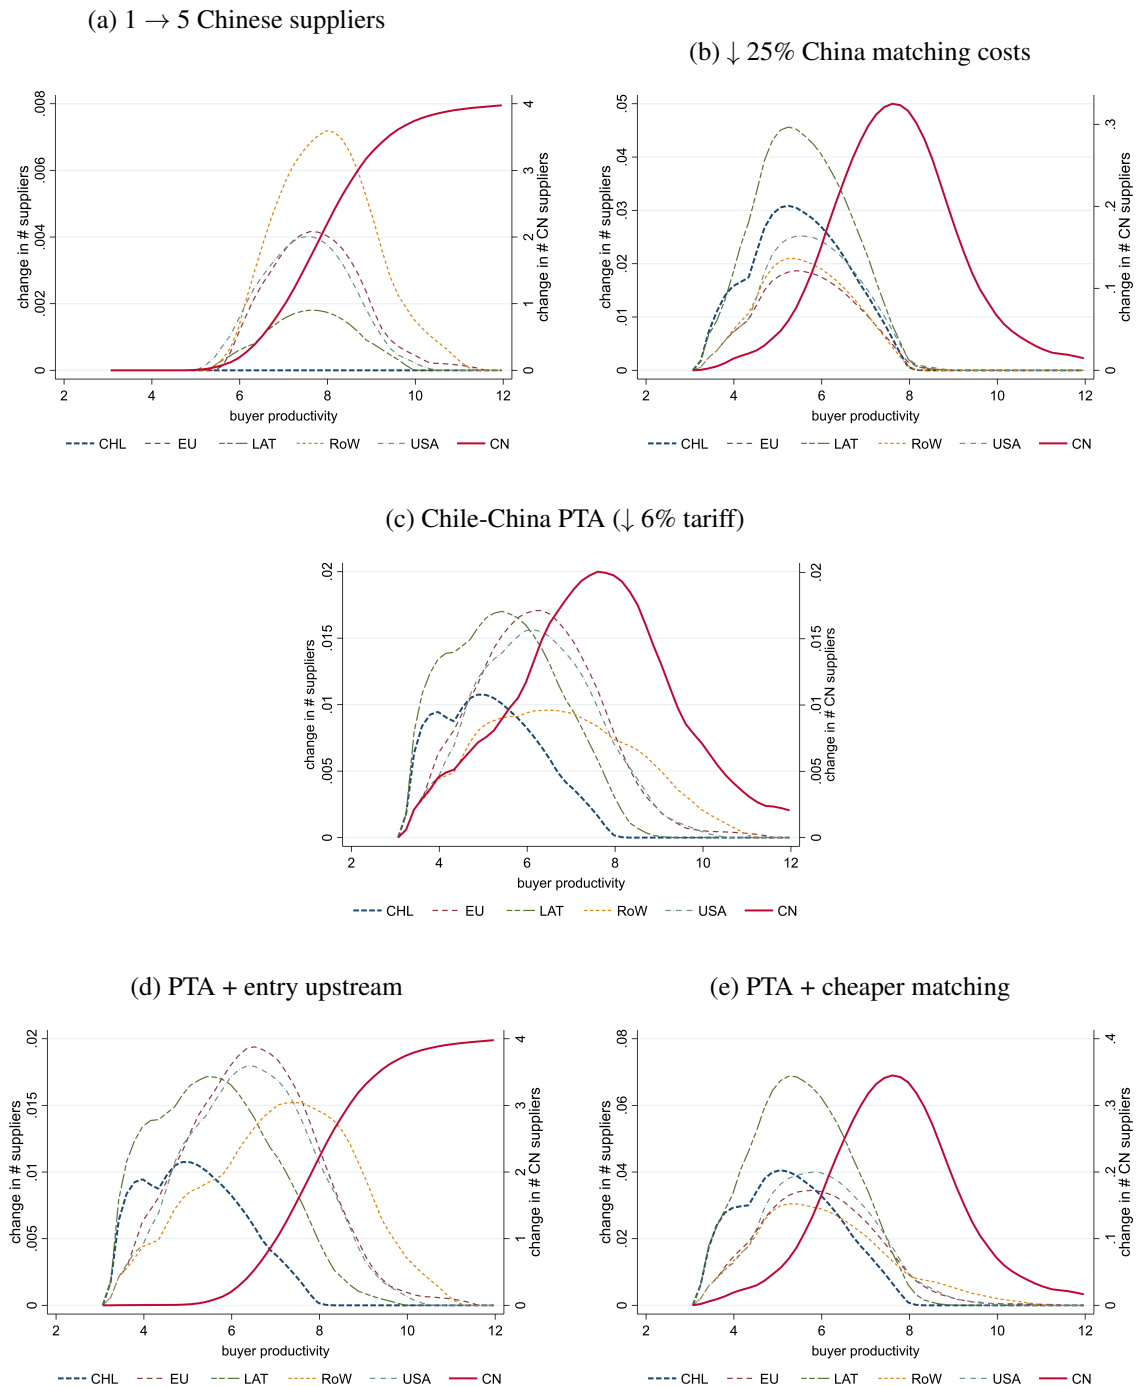 (a) 1 → 5 Chinese suppliers
change in # suppliers
0 .002 .004 .006 .008
change in # CN suppliers
0 1 2 3 4
2 4 6 8 10 12
buyer productivity
CHL EU LAT RoW USA CN
(b) ↓ 25% China matching costs
change in # suppliers
0 .01 .02 .03 .04 .05
change in # CN suppliers
0 .1 .2 .3
2 4 6 8 10 12
buyer productivity
CHL EU LAT RoW USA CN
(c) Chile-China PTA (↓ 6% tariff)
change in # suppliers
0 .005 .01 .015 .02
change in # CN suppliers
0 .005 .01 .015 .02
2 4 6 8 10 12
buyer productivity
CHL EU LAT RoW USA CN
(d) PTA + entry upstream
change in # suppliers
0 .005 .01 .015 .02
change in # CN suppliers
0 1 2 3 4
2 4 6 8 10 12
buyer productivity
CHL EU LAT RoW USA CN
(e) PTA + cheaper matching
change in # suppliers
0 .02 .04 .06 .08
change in # CN suppliers
0 .1 .2 .3 .4
2 4 6 8 10 12
buyer productivity
CHL EU LAT RoW USA CN